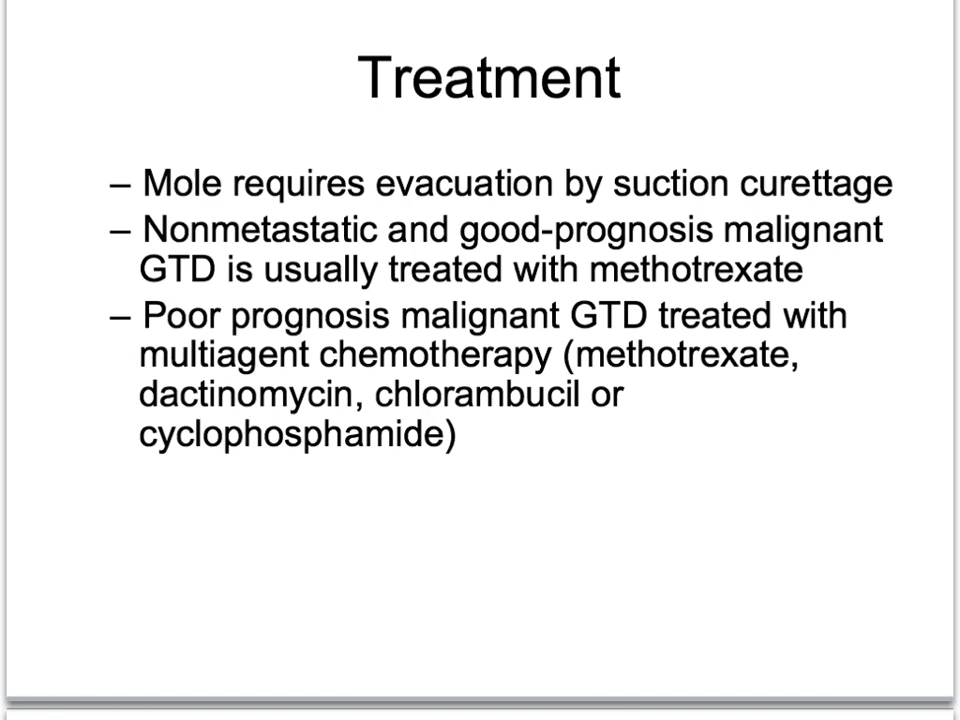 Treatment
– Mole requires evacuation by suction curettage
– Nonmetastatic and good-prognosis malignant
GTD is usually treated with methotrexate
– Poor prognosis malignant GTD treated with
multiagent chemotherapy (methotrexate,
dactinomycin, chlorambucil or
cyclophosphamide)